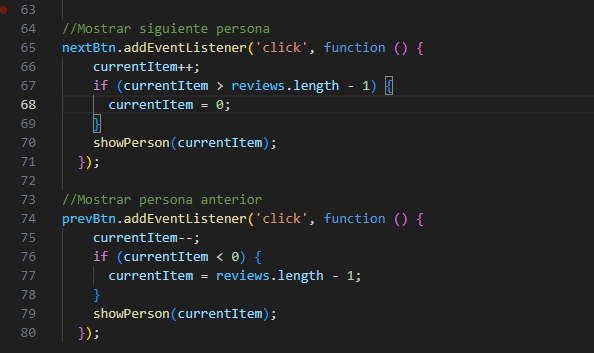 63
64 //Mostrar siguiente persona
65 nextBtn.addEventListener('click', function () {
66 currentItem++;
67 if (currentItem > reviews.length - 1) {
68 currentItem = 0;
69 }
70 showPerson(currentItem);
71 });
72
73 //Mostrar persona anterior
74 prevBtn.addEventListener('click', function () {
75 currentItem--;
76 if (currentItem < 0) {
77 currentItem = reviews.length - 1;
78 }
79 showPerson(currentItem);
80 });